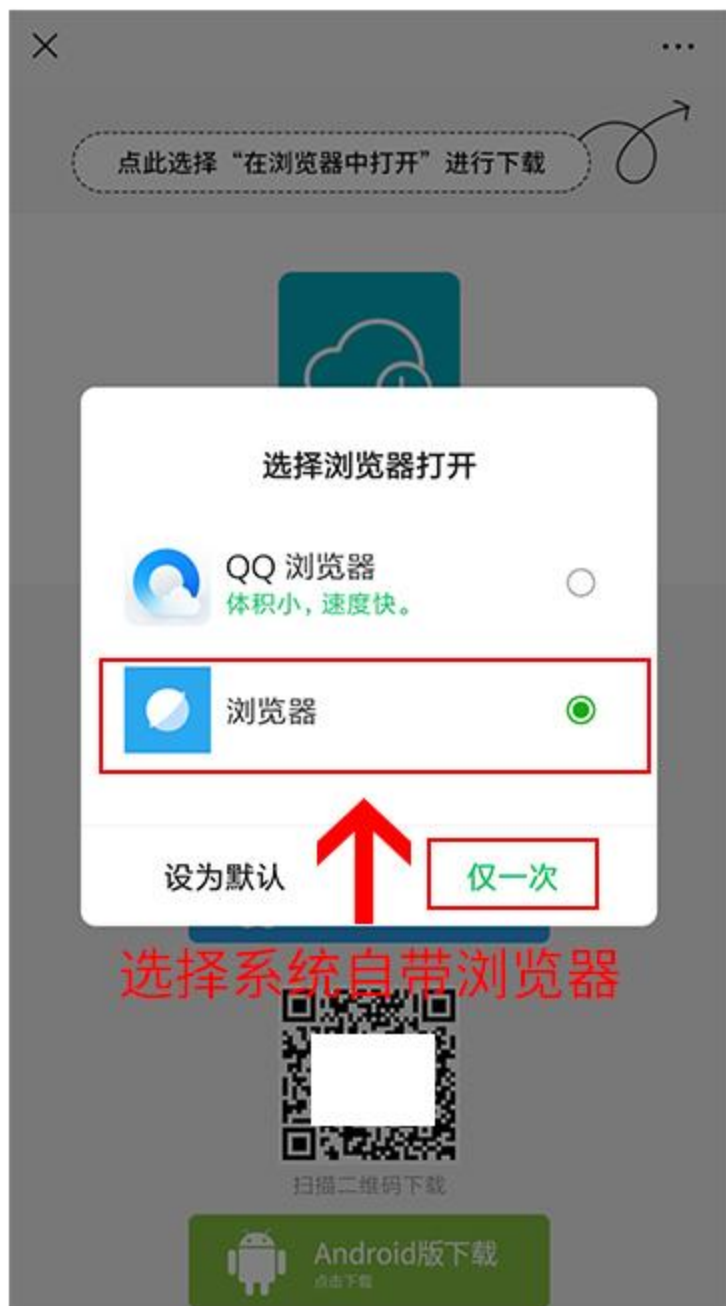 点此选择“在浏览器中打开”进行下载
选择浏览器打开
QQ 浏览器
体积小，速度快。
浏览器
设为默认
仅一次
选择系统自带浏览器
扫描二维码下载
Android版下载
点击下载